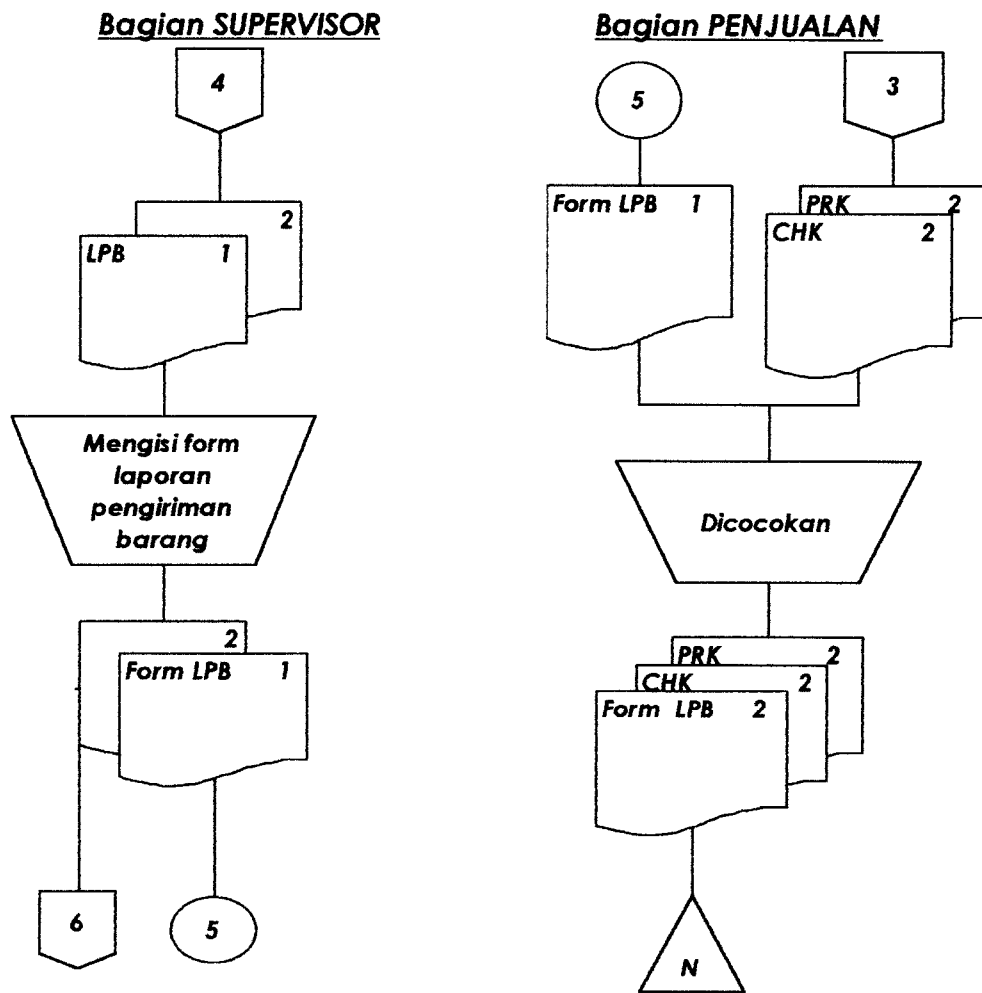 Bagian SUPERVISOR
4
2
LPB 1
Mengisi form
laporan
pengiriman
barang
2
Form LPB 1
6
5
Bagian PENJUALAN
5
3
Form LPB 1
PRK 2
CHK 2
Dicocokan
PRK 2
CHK 2
Form LPB 2
N